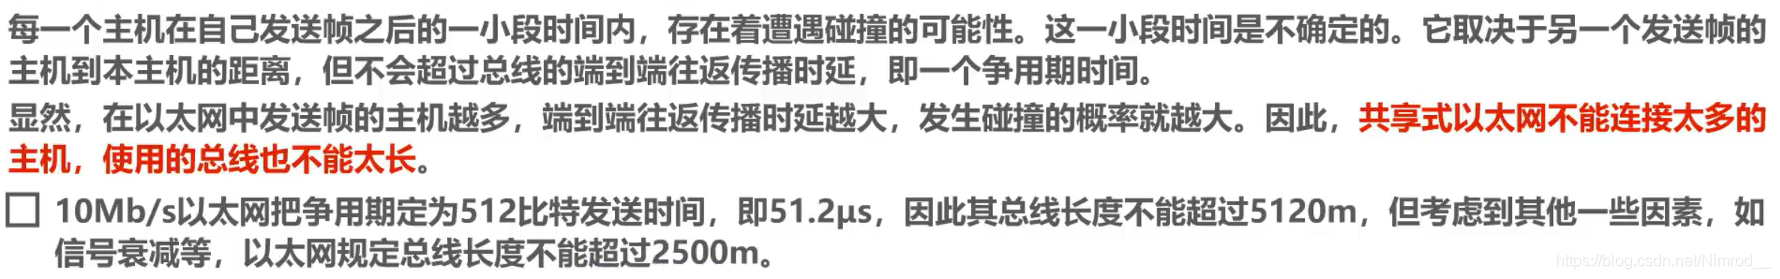 每一个主机在自己发送帧之后的一小段时间内，存在着遭遇碰撞的可能性。这一小段时间是不确定的。它取决于另一个发送帧的
主机到本主机的距离，但不会超过总线的端到端往返传播时延，即一个争用期时间。
显然，在以太网中发送帧的主机越多，端到端往返传播时延越大，发生碰撞的概率就越大。因此，共享式以太网不能连接太多的
主机，使用的总线也不能太长。
10Mb/s以太网把争用期定为512比特发送时间，即51.2μs，因此其总线长度不能超过5120m，但考虑到其他一些因素，如
信号衰减等，以太网规定总线长度不能超过2500m。
https://blog.csdn.net/Nimrod__